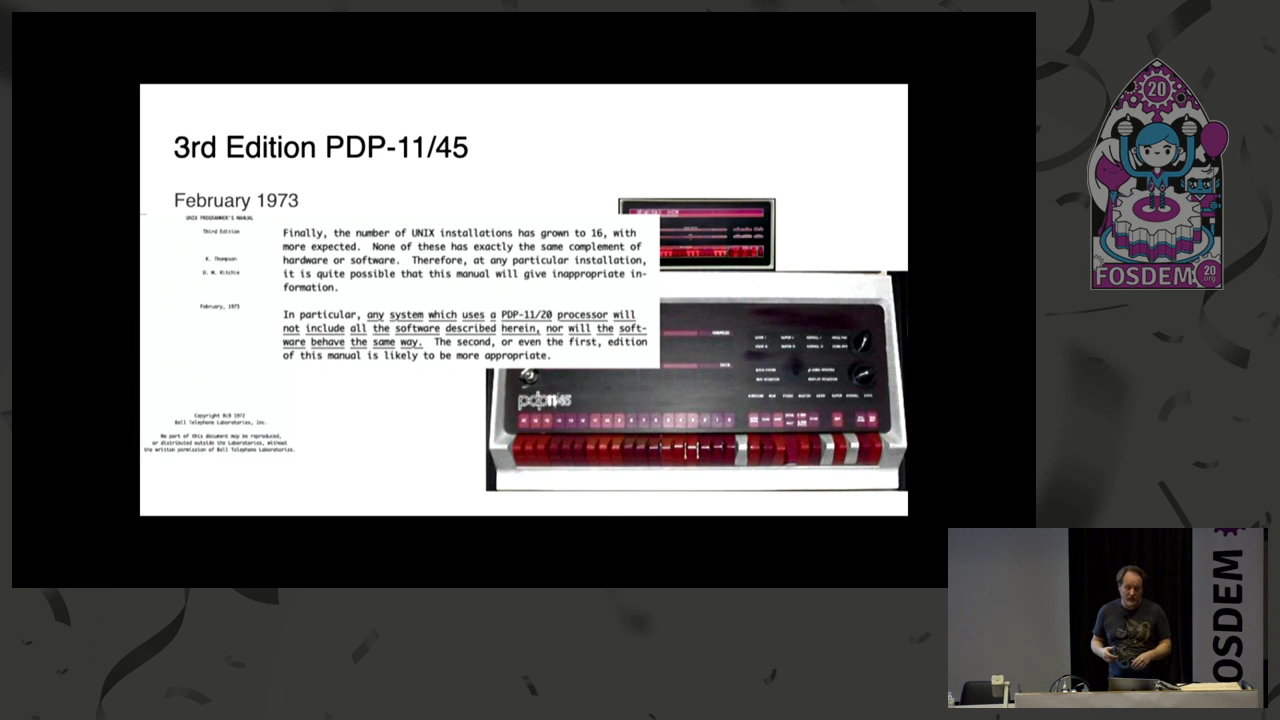 3rd Edition PDP-11/45
February 1973
UNIX PROGRAMMER'S MANUAL
Third Edition
K. Thompson
D. M. Ritchie
February, 1973
Copyright © 1972
Bell Telephone Laboratories, Inc.
No part of this document may be reproduced,
or distributed outside the Laboratories, without
the written permission of Bell Telephone Laboratories.
Finally, the number of UNIX installations has grown to 16, with
more expected. None of these has exactly the same complement of
hardware or software. Therefore, at any particular installation,
it is quite possible that this manual will give inappropriate in-
formation.
In particular, any system which uses a PDP-11/20 processor will
not include all the software described herein, nor will the soft-
ware behave the same way. The second, or even the first, edition
of this manual is likely to be more appropriate.
pdp11/45
20
FOSDEM 20
.org
OSDEM